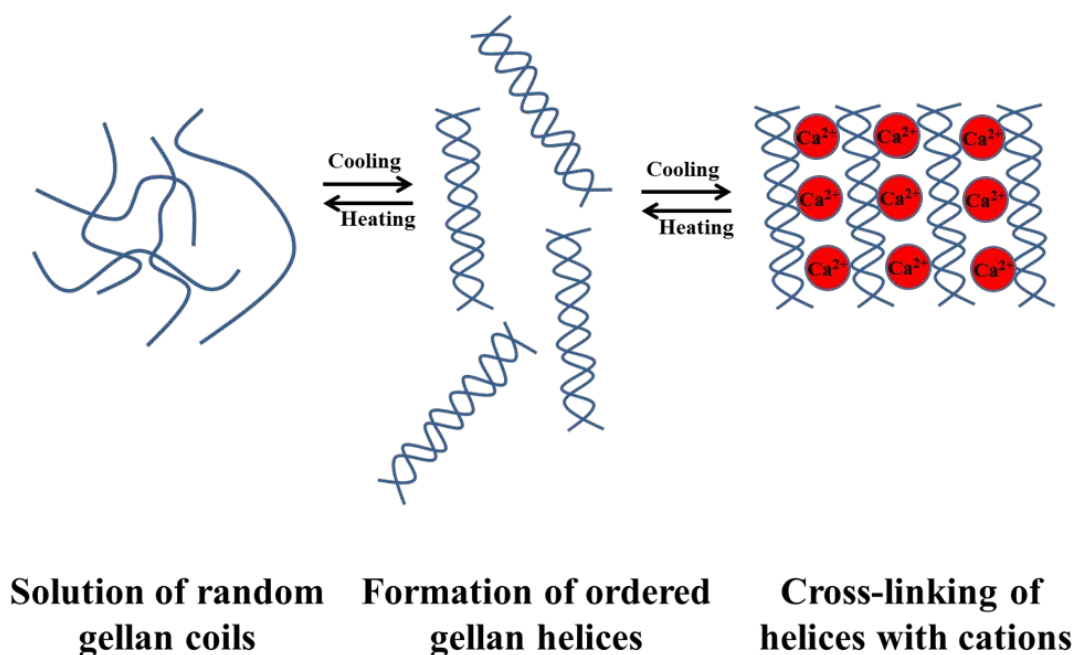 Cooling
Heating
Cooling
Heating
Ca²⁺ Ca²⁺ Ca²⁺
Ca²⁺ Ca²⁺ Ca²⁺
Ca²⁺ Ca²⁺ Ca²⁺
Solution of random
gellan coils
Formation of ordered
gellan helices
Cross-linking of
helices with cations